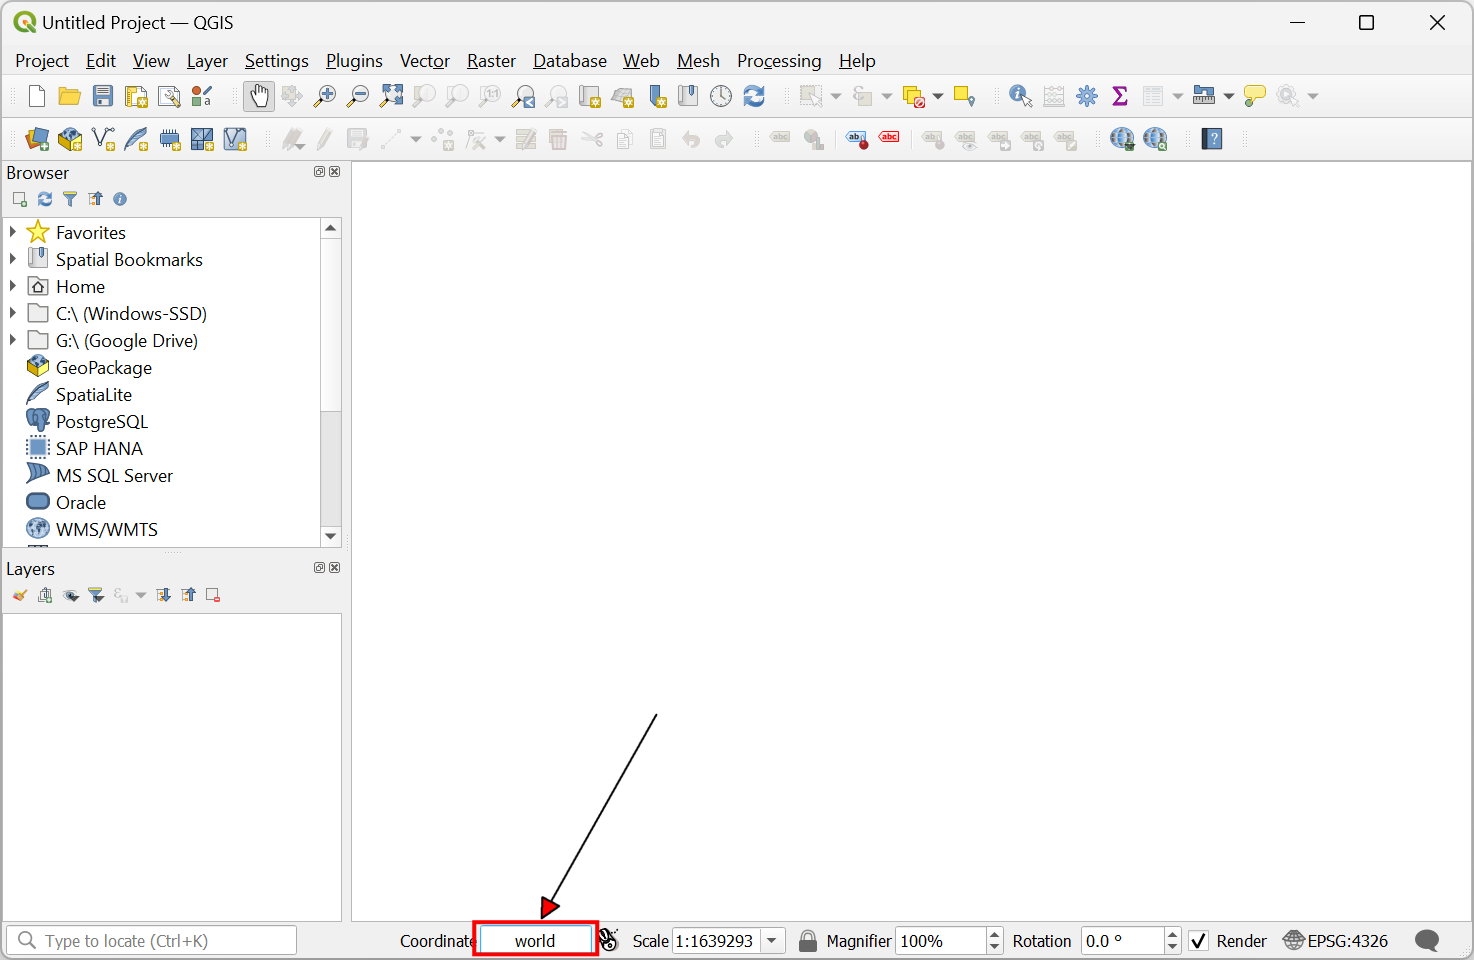 Untitled Project — QGIS
Project Edit View Layer Settings Plugins Vector Raster Database Web Mesh Processing Help
Browser
Favorites
Spatial Bookmarks
Home
C:\ (Windows-SSD)
G:\ (Google Drive)
GeoPackage
SpatiaLite
PostgreSQL
SAP HANA
MS SQL Server
Oracle
WMS/WMTS
Layers
Type to locate (Ctrl+K) Coordinate world Scale 1:1639293 Magnifier 100% Rotation 0.0 ° Render EPSG:4326